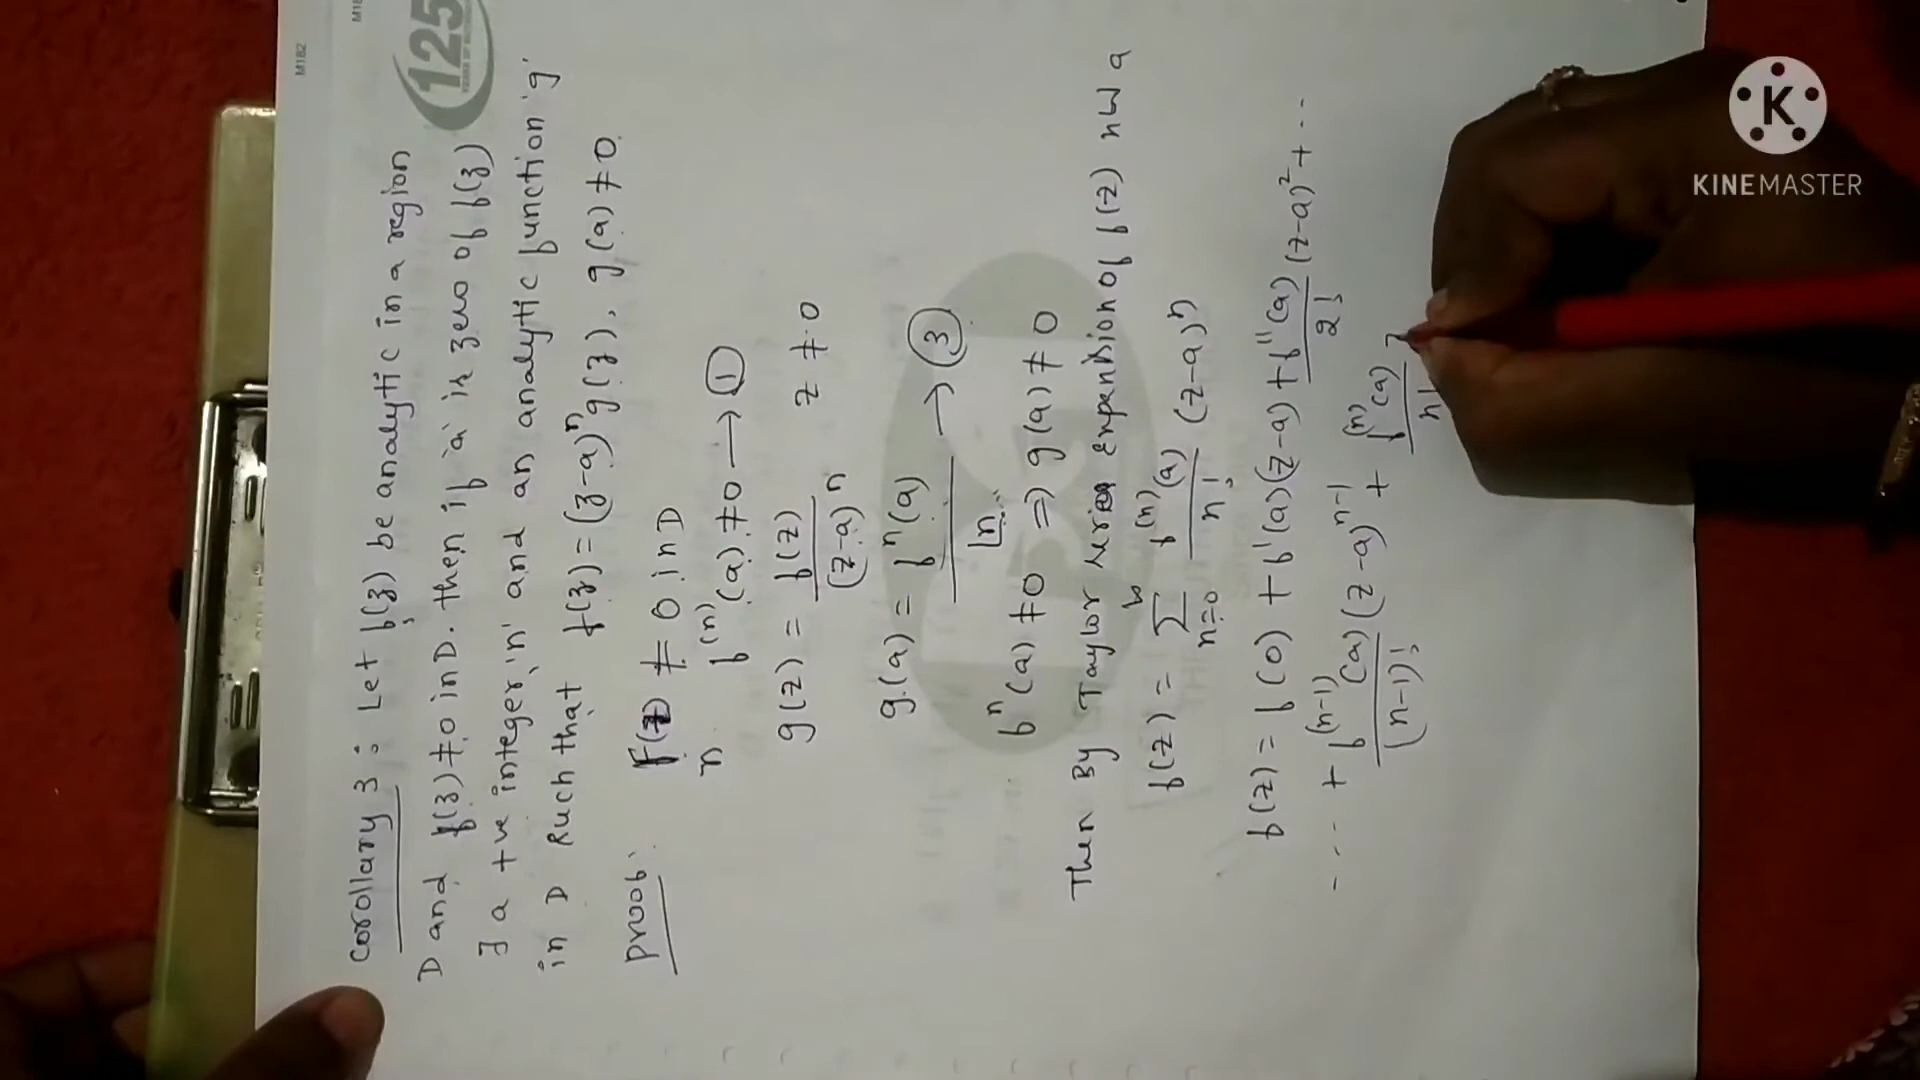 corollary 3 : Let f(z) be analytic in a region
D and f(z) ≠ 0 in D. then if 'a' is zero of f(z)
∃ a +ve integer 'n' and an analytic function 'g'
in D such that f(z) = (z-a)^n g(z), g(a) ≠ 0.
proof.
f(z) ≠ 0 in D
n f^(n)(a) ≠ 0 → ①
g(z) = f(z)/(z-a)^n z ≠ 0
g(a) = f^n(a)/|n → ③
f^n(a) ≠ 0 ⇒ g(a) ≠ 0
Then By Taylor series expansion of f(z) a
f(z) = ∑_{n=0}^∞ f^(n)(a)/n! (z-a)^n
f(z) = f(0) + f'(a)(z-a) + f''(a)/2! (z-a)^2 + ...
- ... + f^(n-1)(a)/(n-1)! (z-a)^n-1 + f^(n)(a)/n!
125
M182
KINEMASTER